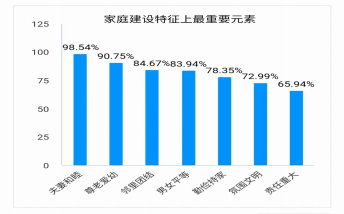 家庭建设特征上最重要元素
125
100
75
50
25
0
98.54%
90.75%
84.67%
83.94%
78.35%
72.99%
65.94%
夫妻和睦
尊老爱幼
邻里团结
男女平等
勤俭持家
氛围文明
责任重大